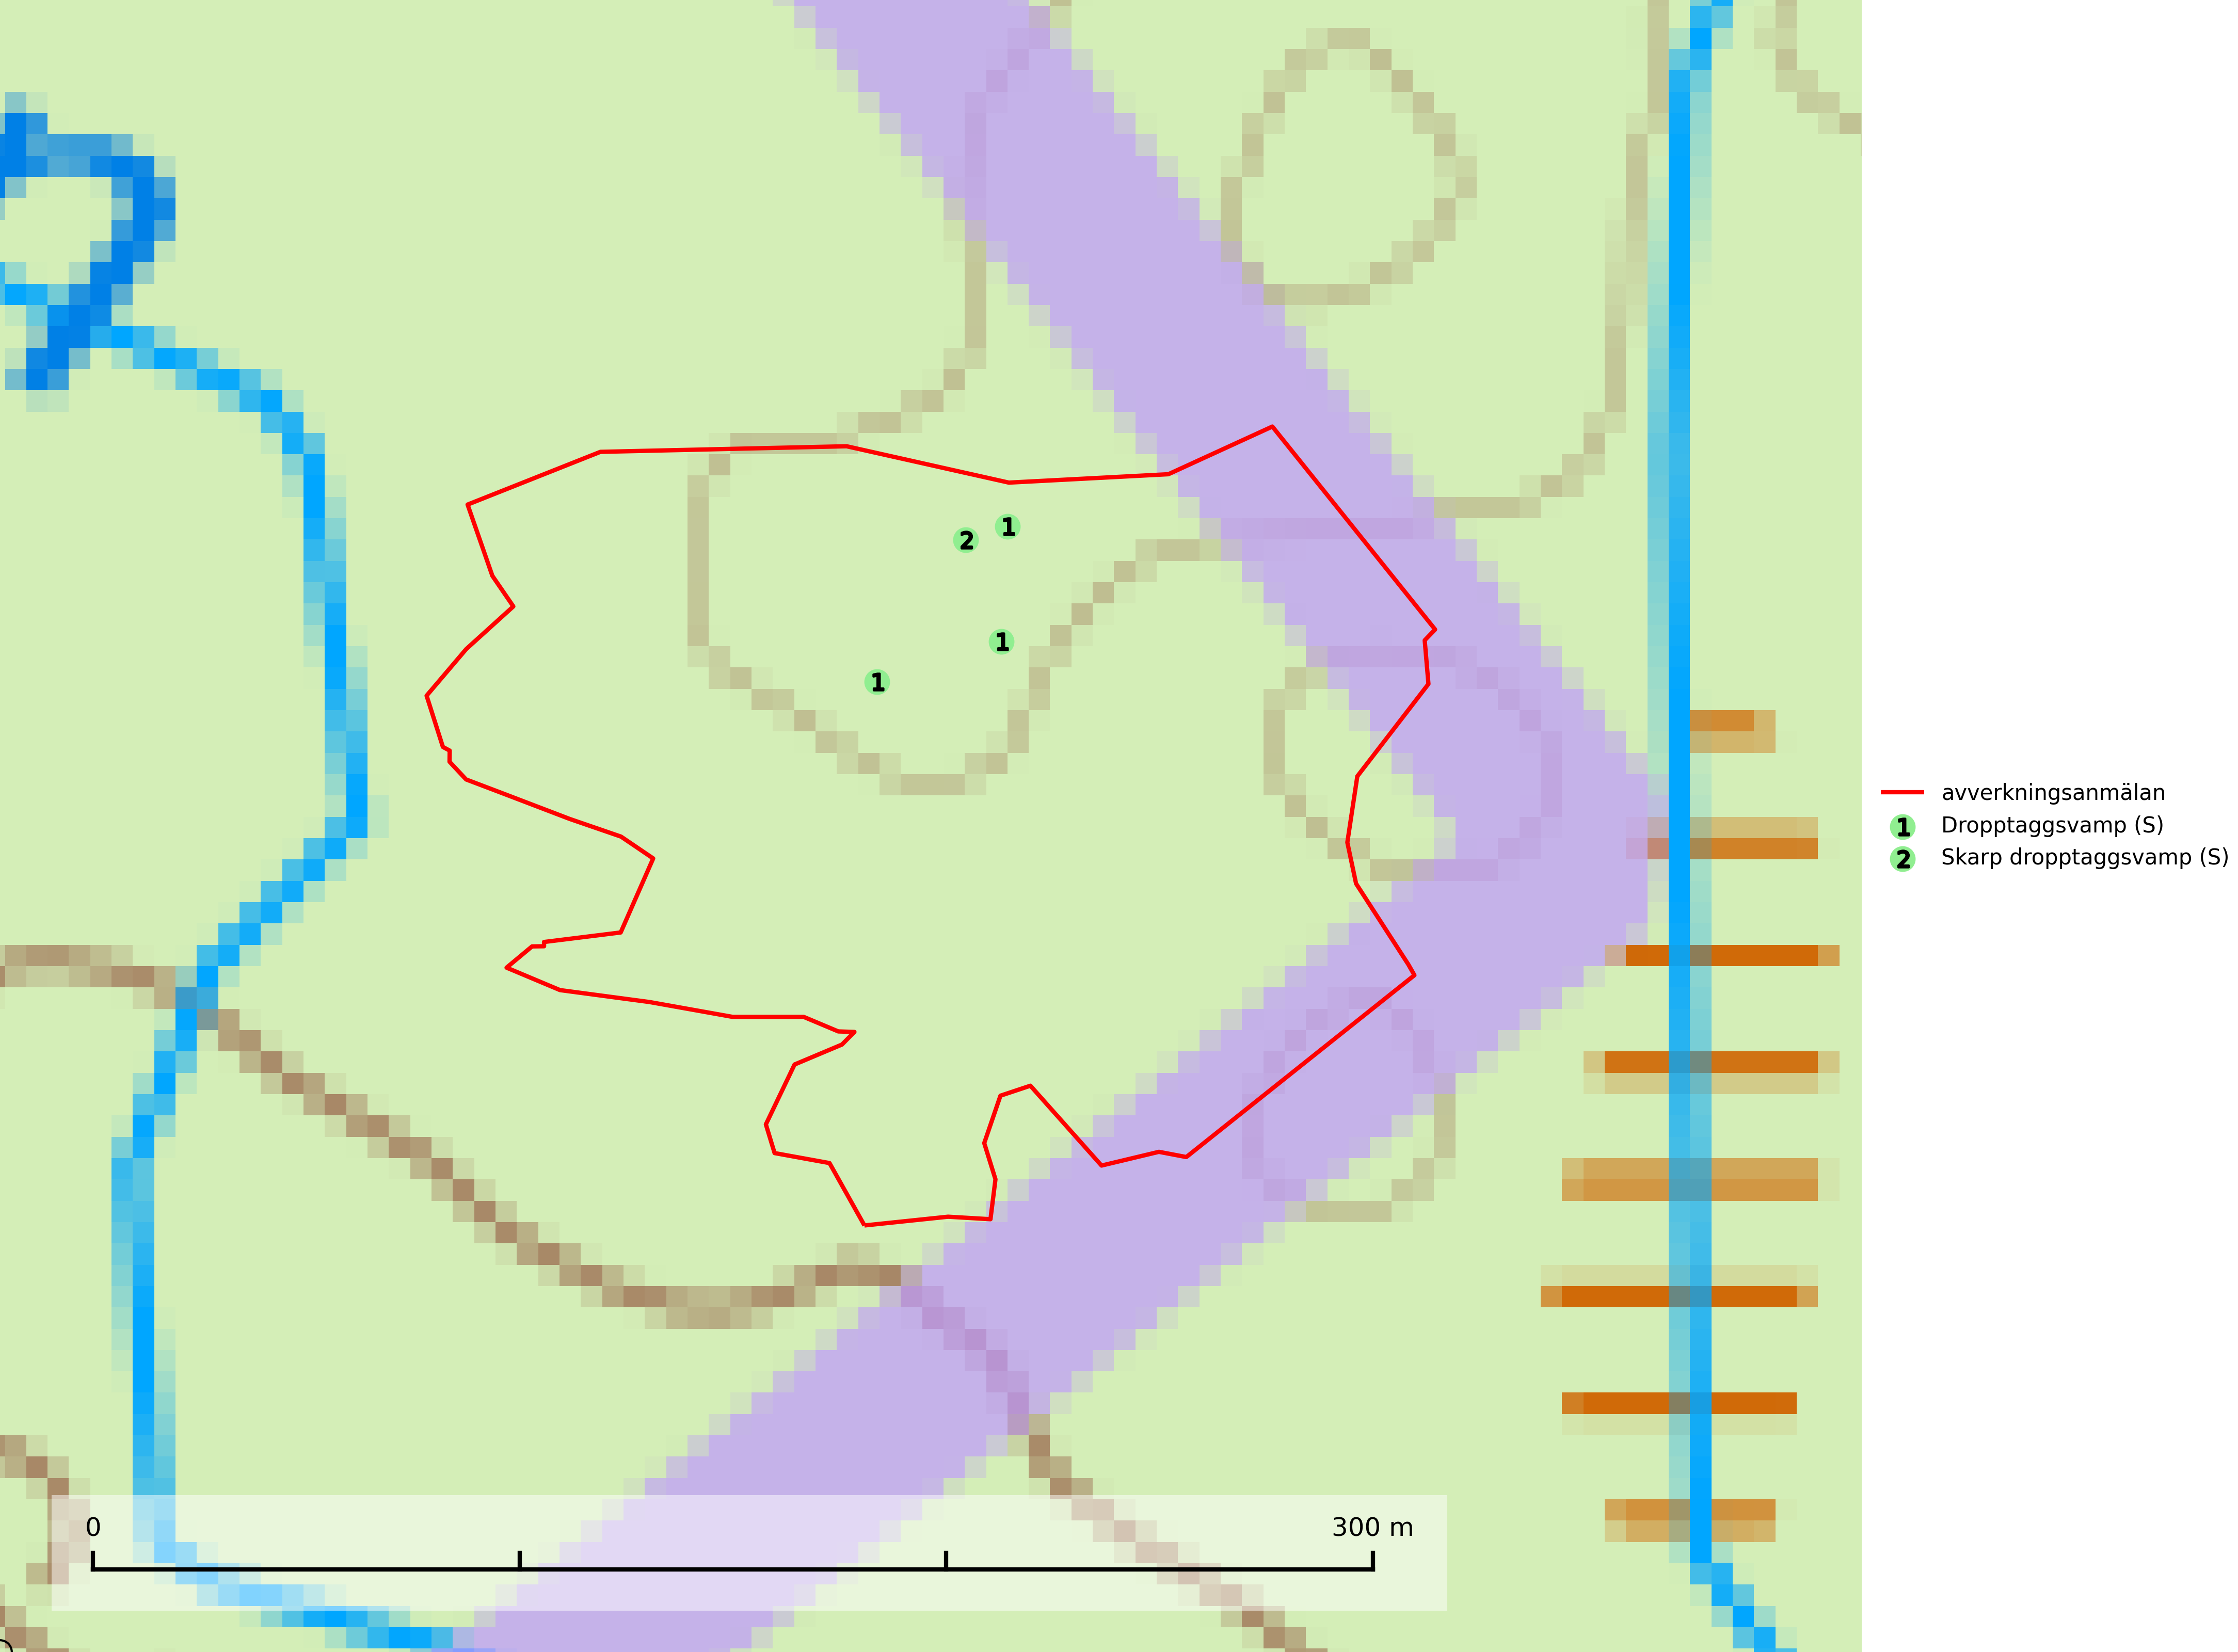 2 1
1
1
avverkningsanmälan
1 Dropptaggsvamp (S)
2 Skarp dropptaggsvamp (S)
0 300 m